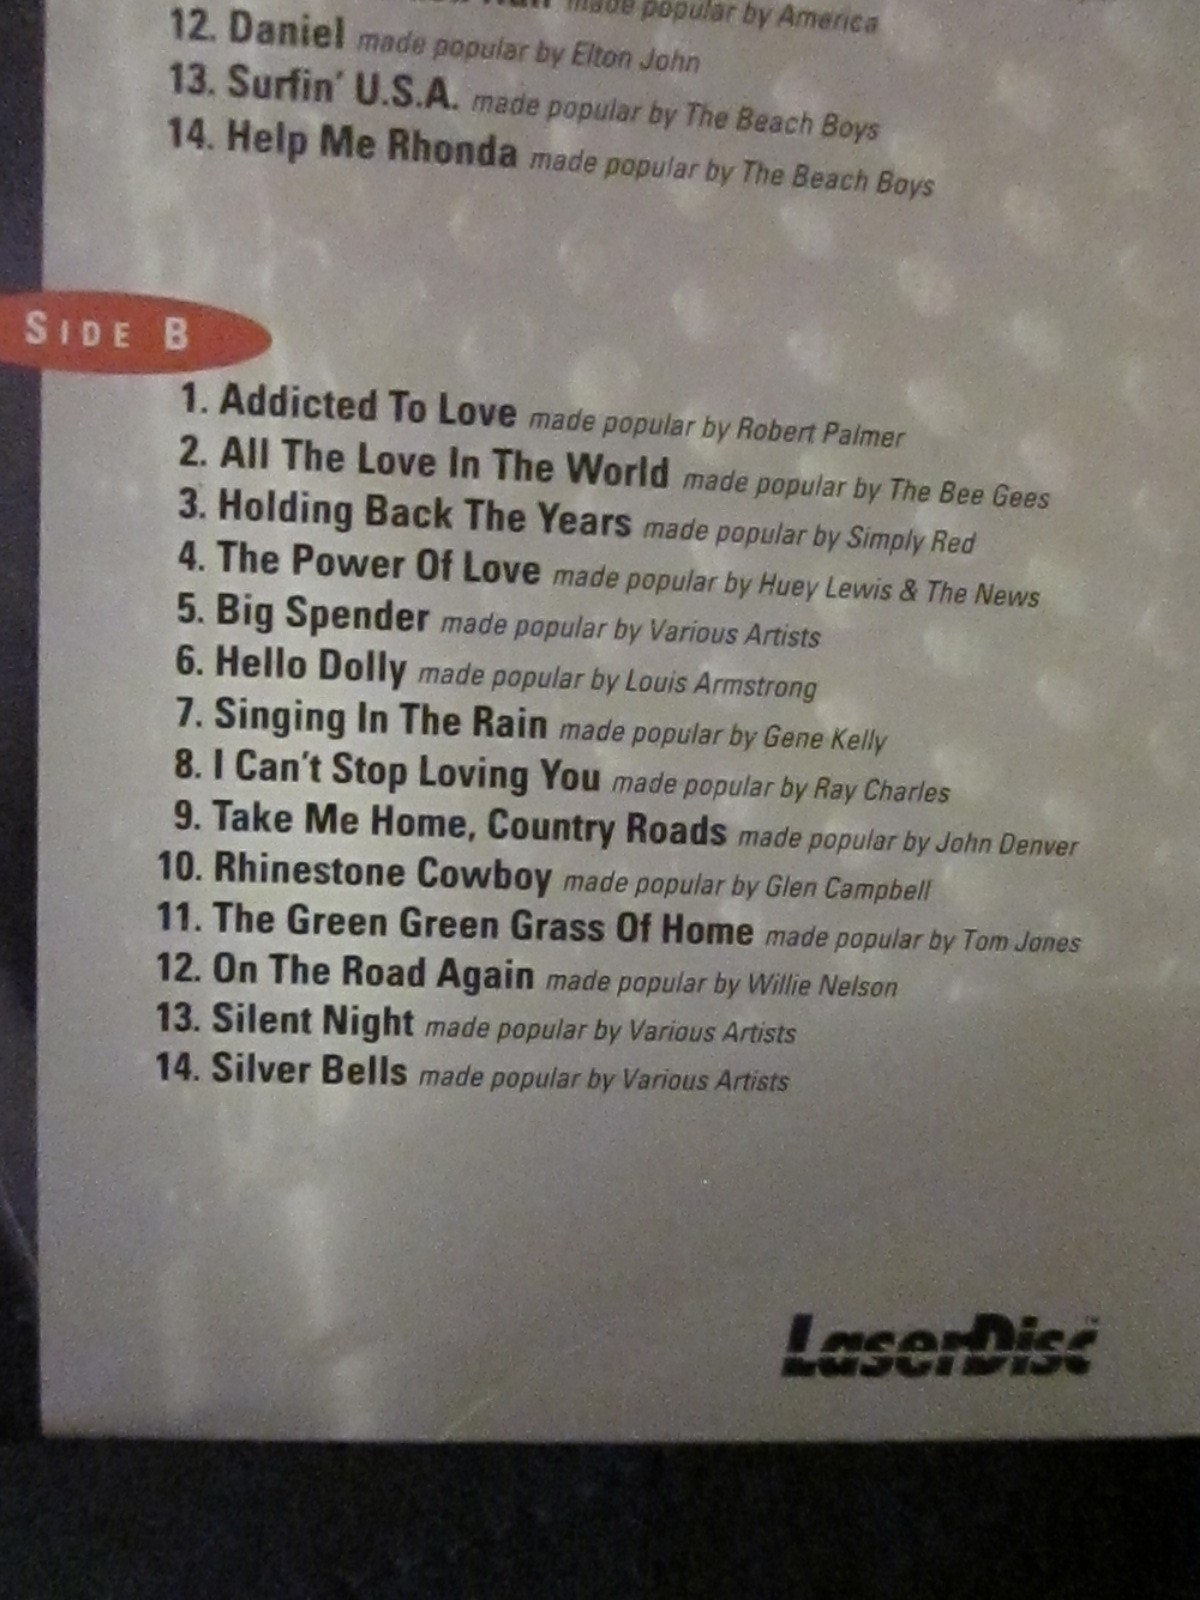 made popular by America
12. Daniel made popular by Elton John
13. Surfin' U.S.A. made popular by The Beach Boys
14. Help Me Rhonda made popular by The Beach Boys
SIDE B
1. Addicted To Love made popular by Robert Palmer
2. All The Love In The World made popular by The Bee Gees
3. Holding Back The Years made popular by Simply Red
4. The Power Of Love made popular by Huey Lewis & The News
5. Big Spender made popular by Various Artists
6. Hello Dolly made popular by Louis Armstrong
7. Singing In The Rain made popular by Gene Kelly
8. I Can't Stop Loving You made popular by Ray Charles
9. Take Me Home, Country Roads made popular by John Denver
10. Rhinestone Cowboy made popular by Glen Campbell
11. The Green Green Grass Of Home made popular by Tom Jones
12. On The Road Again made popular by Willie Nelson
13. Silent Night made popular by Various Artists
14. Silver Bells made popular by Various Artists
LaserDisc™